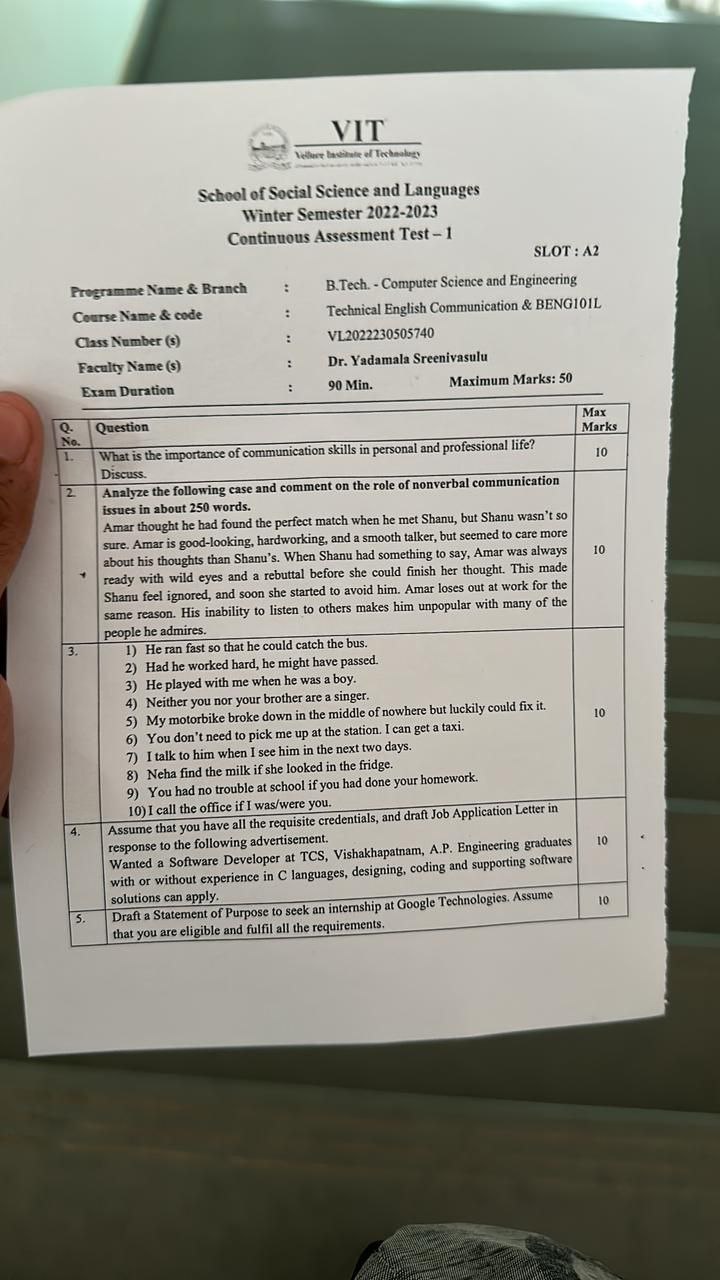 VIT
Vellore Institute of Technology
School of Social Science and Languages
Winter Semester 2022-2023
Continuous Assessment Test – 1
SLOT : A2
Programme Name & Branch : B.Tech. - Computer Science and Engineering
Course Name & code : Technical English Communication & BENG101L
Class Number (s) : VL2022230505740
Faculty Name (s) : Dr. Yadamala Sreenivasulu
Exam Duration : 90 Min. Maximum Marks: 50
Q. No. Question Max Marks
1. What is the importance of communication skills in personal and professional life?
Discuss. 10
2. Analyze the following case and comment on the role of nonverbal communication
issues in about 250 words.
Amar thought he had found the perfect match when he met Shanu, but Shanu wasn't so
sure. Amar is good-looking, hardworking, and a smooth talker, but seemed to care more
about his thoughts than Shanu's. When Shanu had something to say, Amar was always 10
ready with wild eyes and a rebuttal before she could finish her thought. This made
Shanu feel ignored, and soon she started to avoid him. Amar loses out at work for the
same reason. His inability to listen to others makes him unpopular with many of the
people he admires.
3. 1) He ran fast so that he could catch the bus.
2) Had he worked hard, he might have passed.
3) He played with me when he was a boy.
4) Neither you nor your brother are a singer.
5) My motorbike broke down in the middle of nowhere but luckily could fix it. 10
6) You don't need to pick me up at the station. I can get a taxi.
7) I talk to him when I see him in the next two days.
8) Neha find the milk if she looked in the fridge.
9) You had no trouble at school if you had done your homework.
10) I call the office if I was/were you.
4. Assume that you have all the requisite credentials, and draft Job Application Letter in
response to the following advertisement.
Wanted a Software Developer at TCS, Vishakhapatnam, A.P. Engineering graduates 10
with or without experience in C languages, designing, coding and supporting software
solutions can apply.
5. Draft a Statement of Purpose to seek an internship at Google Technologies. Assume 10
that you are eligible and fulfil all the requirements.